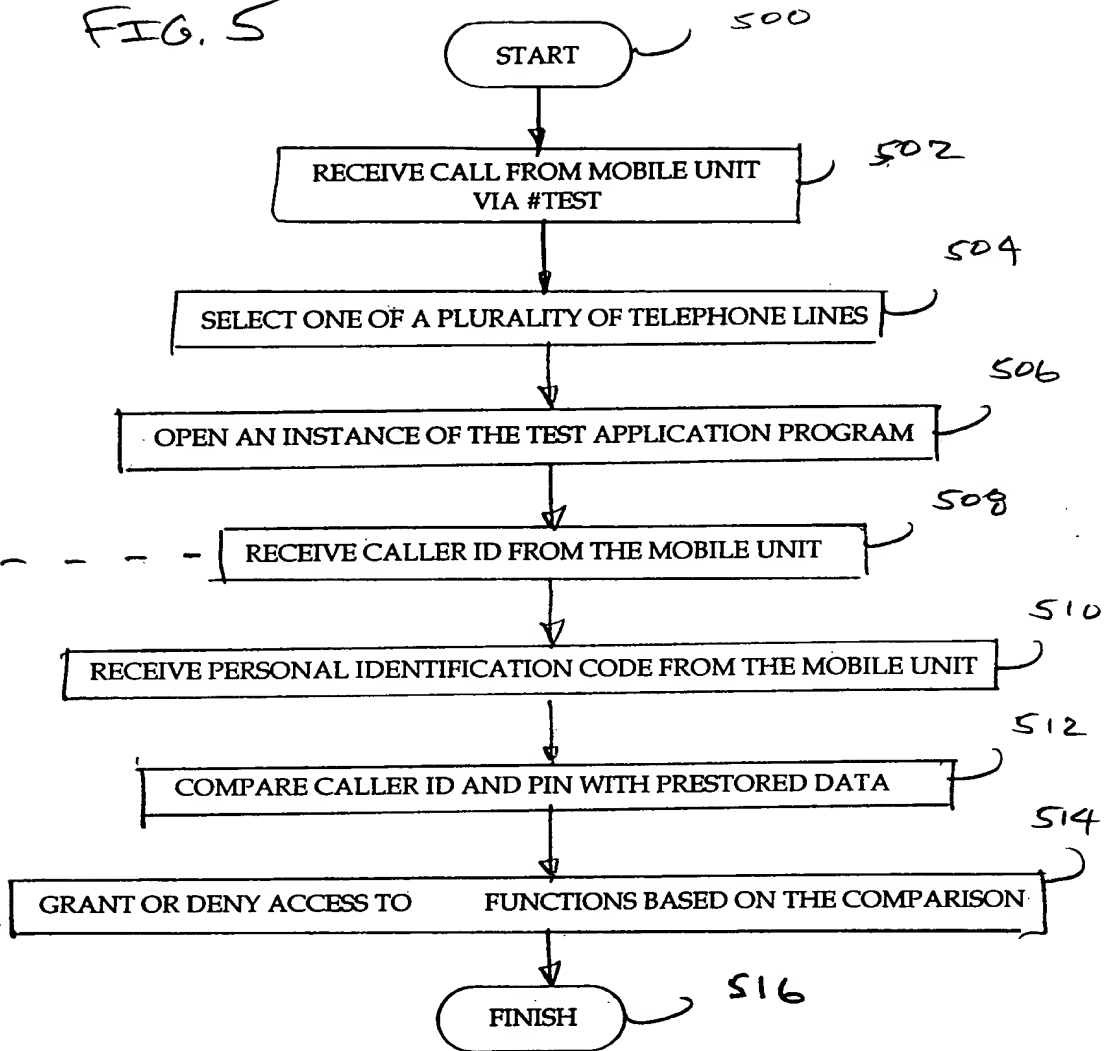 FIG. 5
500
START
502
RECEIVE CALL FROM MOBILE UNIT
VIA #TEST
504
SELECT ONE OF A PLURALITY OF TELEPHONE LINES
506
OPEN AN INSTANCE OF THE TEST APPLICATION PROGRAM
508
RECEIVE CALLER ID FROM THE MOBILE UNIT
510
RECEIVE PERSONAL IDENTIFICATION CODE FROM THE MOBILE UNIT
512
COMPARE CALLER ID AND PIN WITH PRESTORED DATA
514
GRANT OR DENY ACCESS TO FUNCTIONS BASED ON THE COMPARISON
516
FINISH